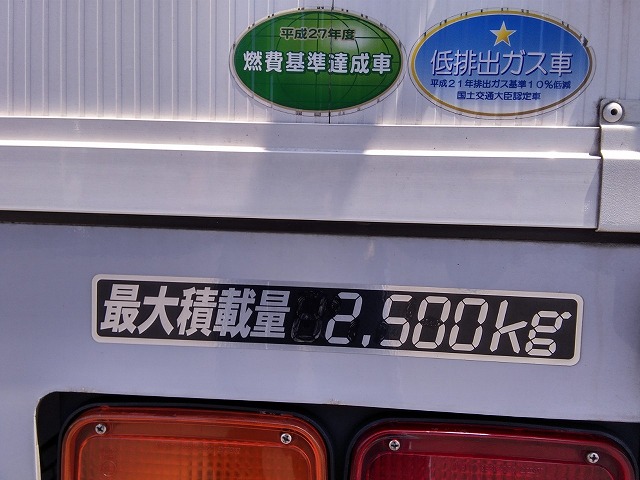 平成27年度
燃費基準達成車
低排出ガス車
平成21年排出ガス基準10%低減
国土交通大臣認定車
最大積載量 2,500kg